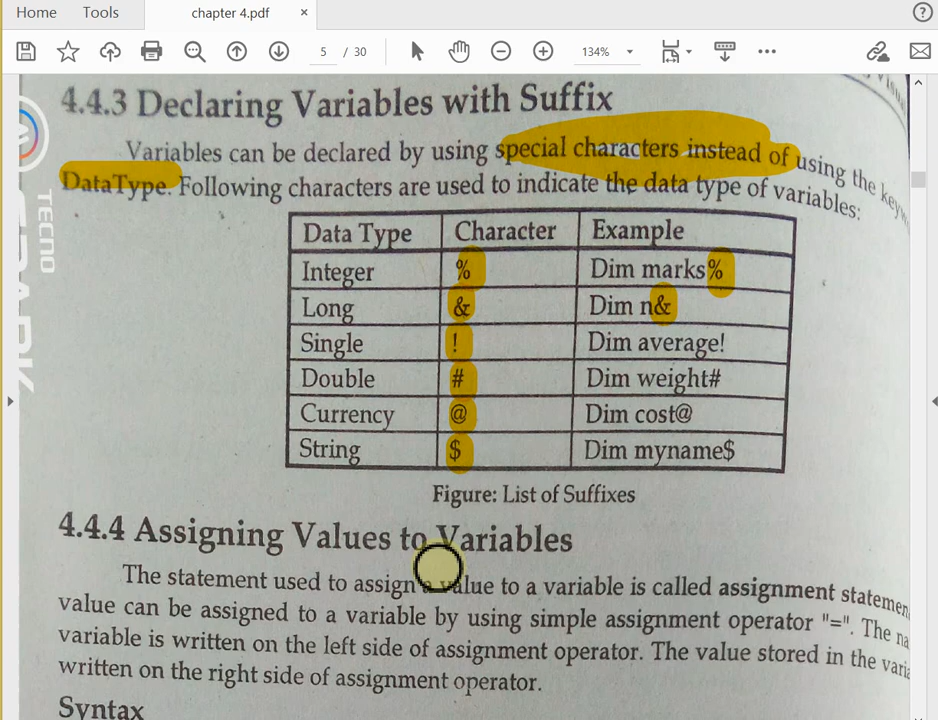 Home Tools chapter 4.pdf ×
5 / 30 134%
4.4.3 Declaring Variables with Suffix
Variables can be declared by using special characters instead of using the
DataType. Following characters are used to indicate the data type of variables:
Data Type Character Example
Integer % Dim marks%
Long & Dim n&
Single ! Dim average!
Double # Dim weight#
Currency @ Dim cost@
String $ Dim myname$
Figure: List of Suffixes
4.4.4 Assigning Values to Variables
The statement used to assign a value to a variable is called assignment
value can be assigned to a variable by using simple assignment operator "=". The
variable is written on the left side of assignment operator. The value stored in the
written on the right side of assignment operator.
Syntax
TECNO
SPARK